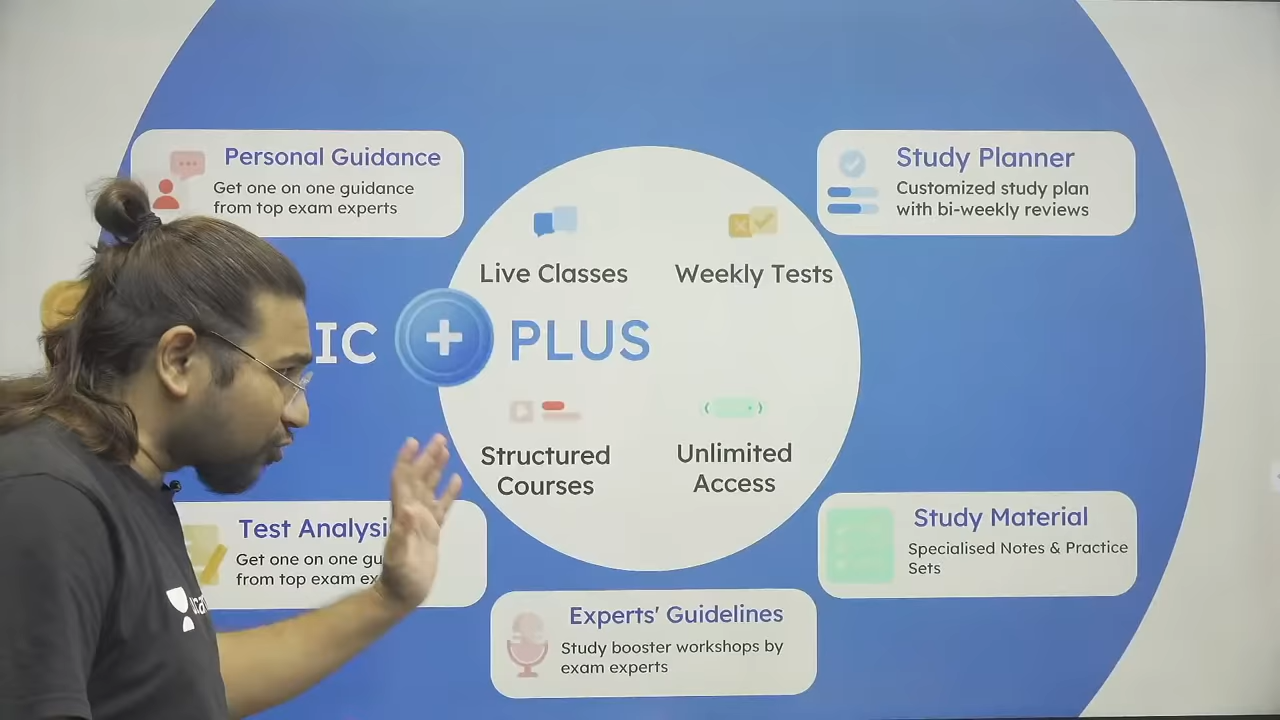 Personal Guidance
Get one on one guidance
from top exam experts
Study Planner
Customized study plan
with bi-weekly reviews
Live Classes
Weekly Tests
IC + PLUS
Structured
Courses
Unlimited
Access
Test Analysi
Get one on one gu
from top exam ex
Study Material
Specialised Notes & Practice
Sets
Experts' Guidelines
Study booster workshops by
exam experts